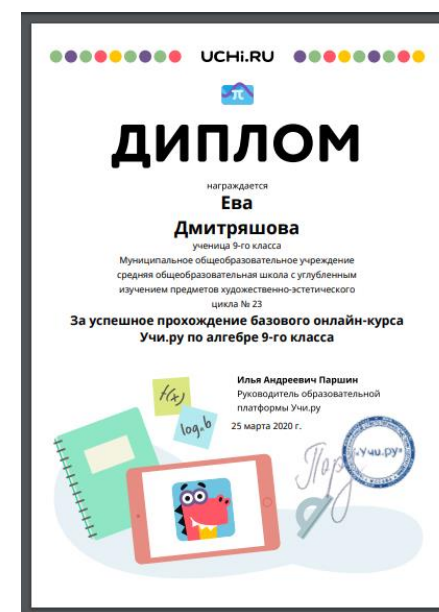 UCHi.RU
π
ДИПЛОМ
награждается
Ева
Дмитряшова
ученица 9-го класса
Муниципальное общеобразовательное учреждение
средняя общеобразовательная школа с углубленным
изучением предметов художественно-эстетического
цикла № 23
За успешное прохождение базового онлайн-курса
Учи.ру по алгебре 9-го класса
Илья Андреевич Паршин
Руководитель образовательной
платформы Учи.ру
25 марта 2020 г.
f(x)
logₐb
«Учи.ру»